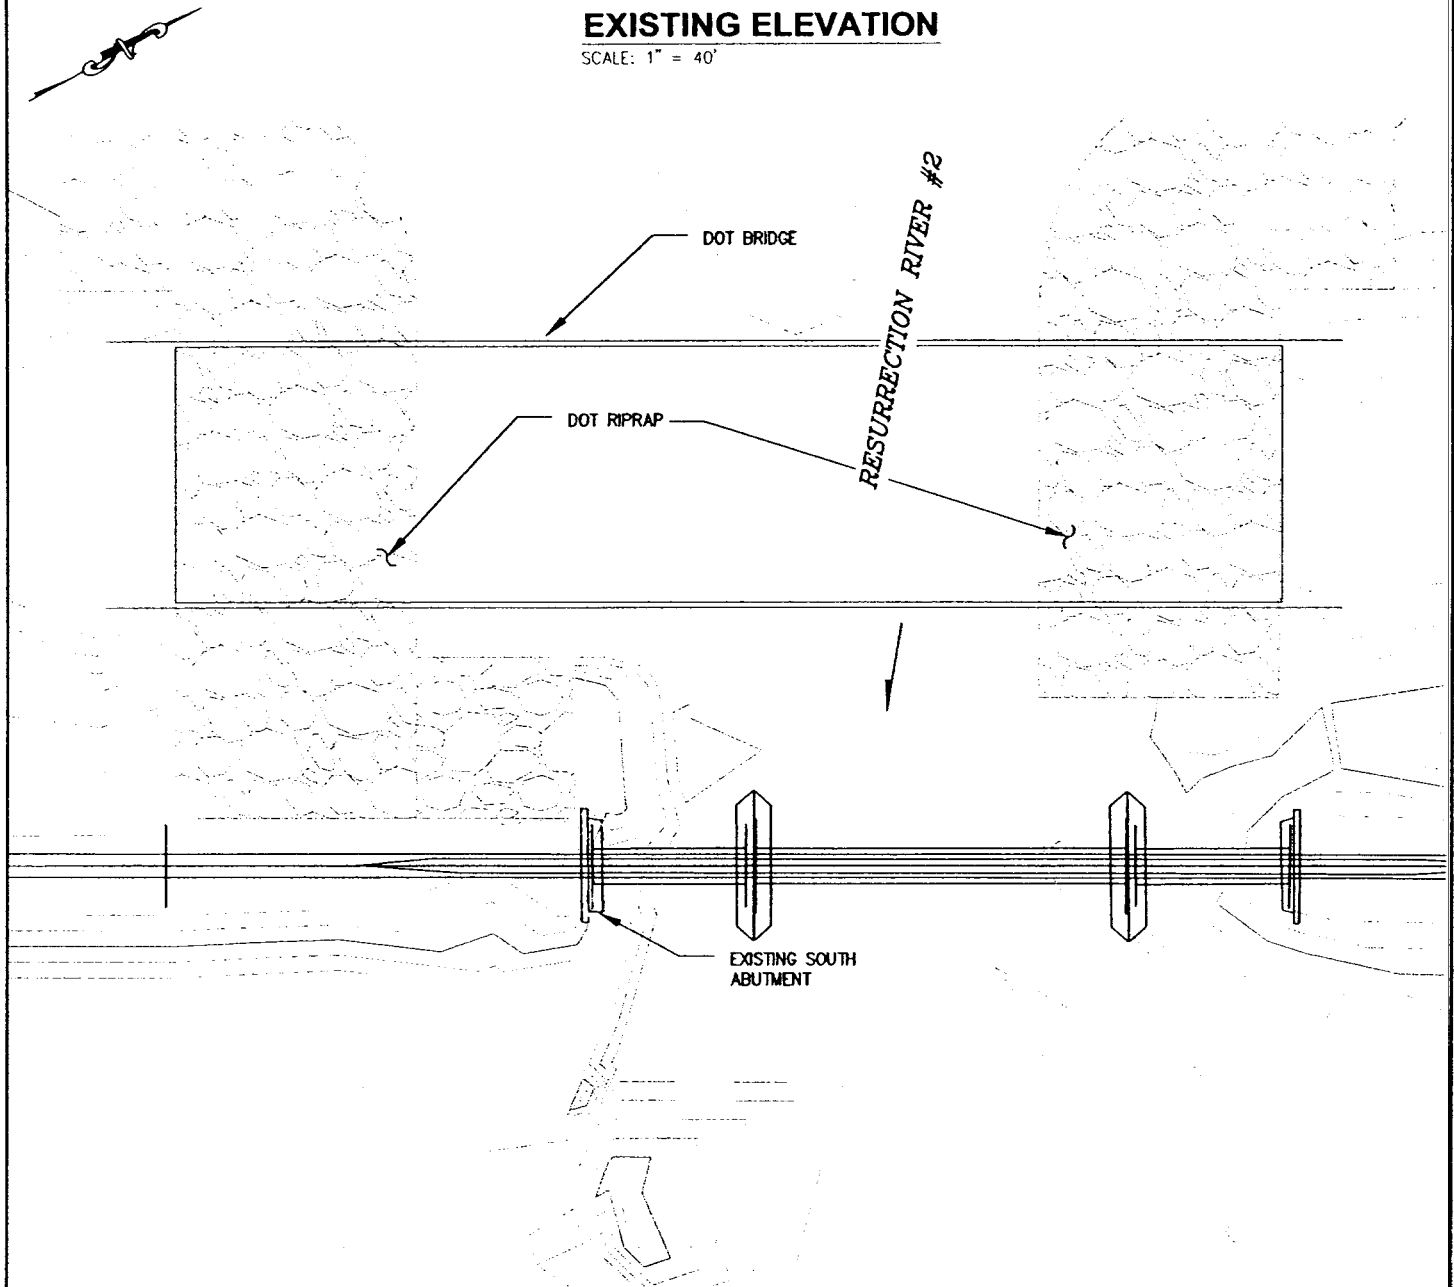 EXISTING ELEVATION
SCALE: 1" = 40'
RESURRECTION RIVER #2
DOT BRIDGE
DOT RIPRAP
EXISTING SOUTH
ABUTMENT